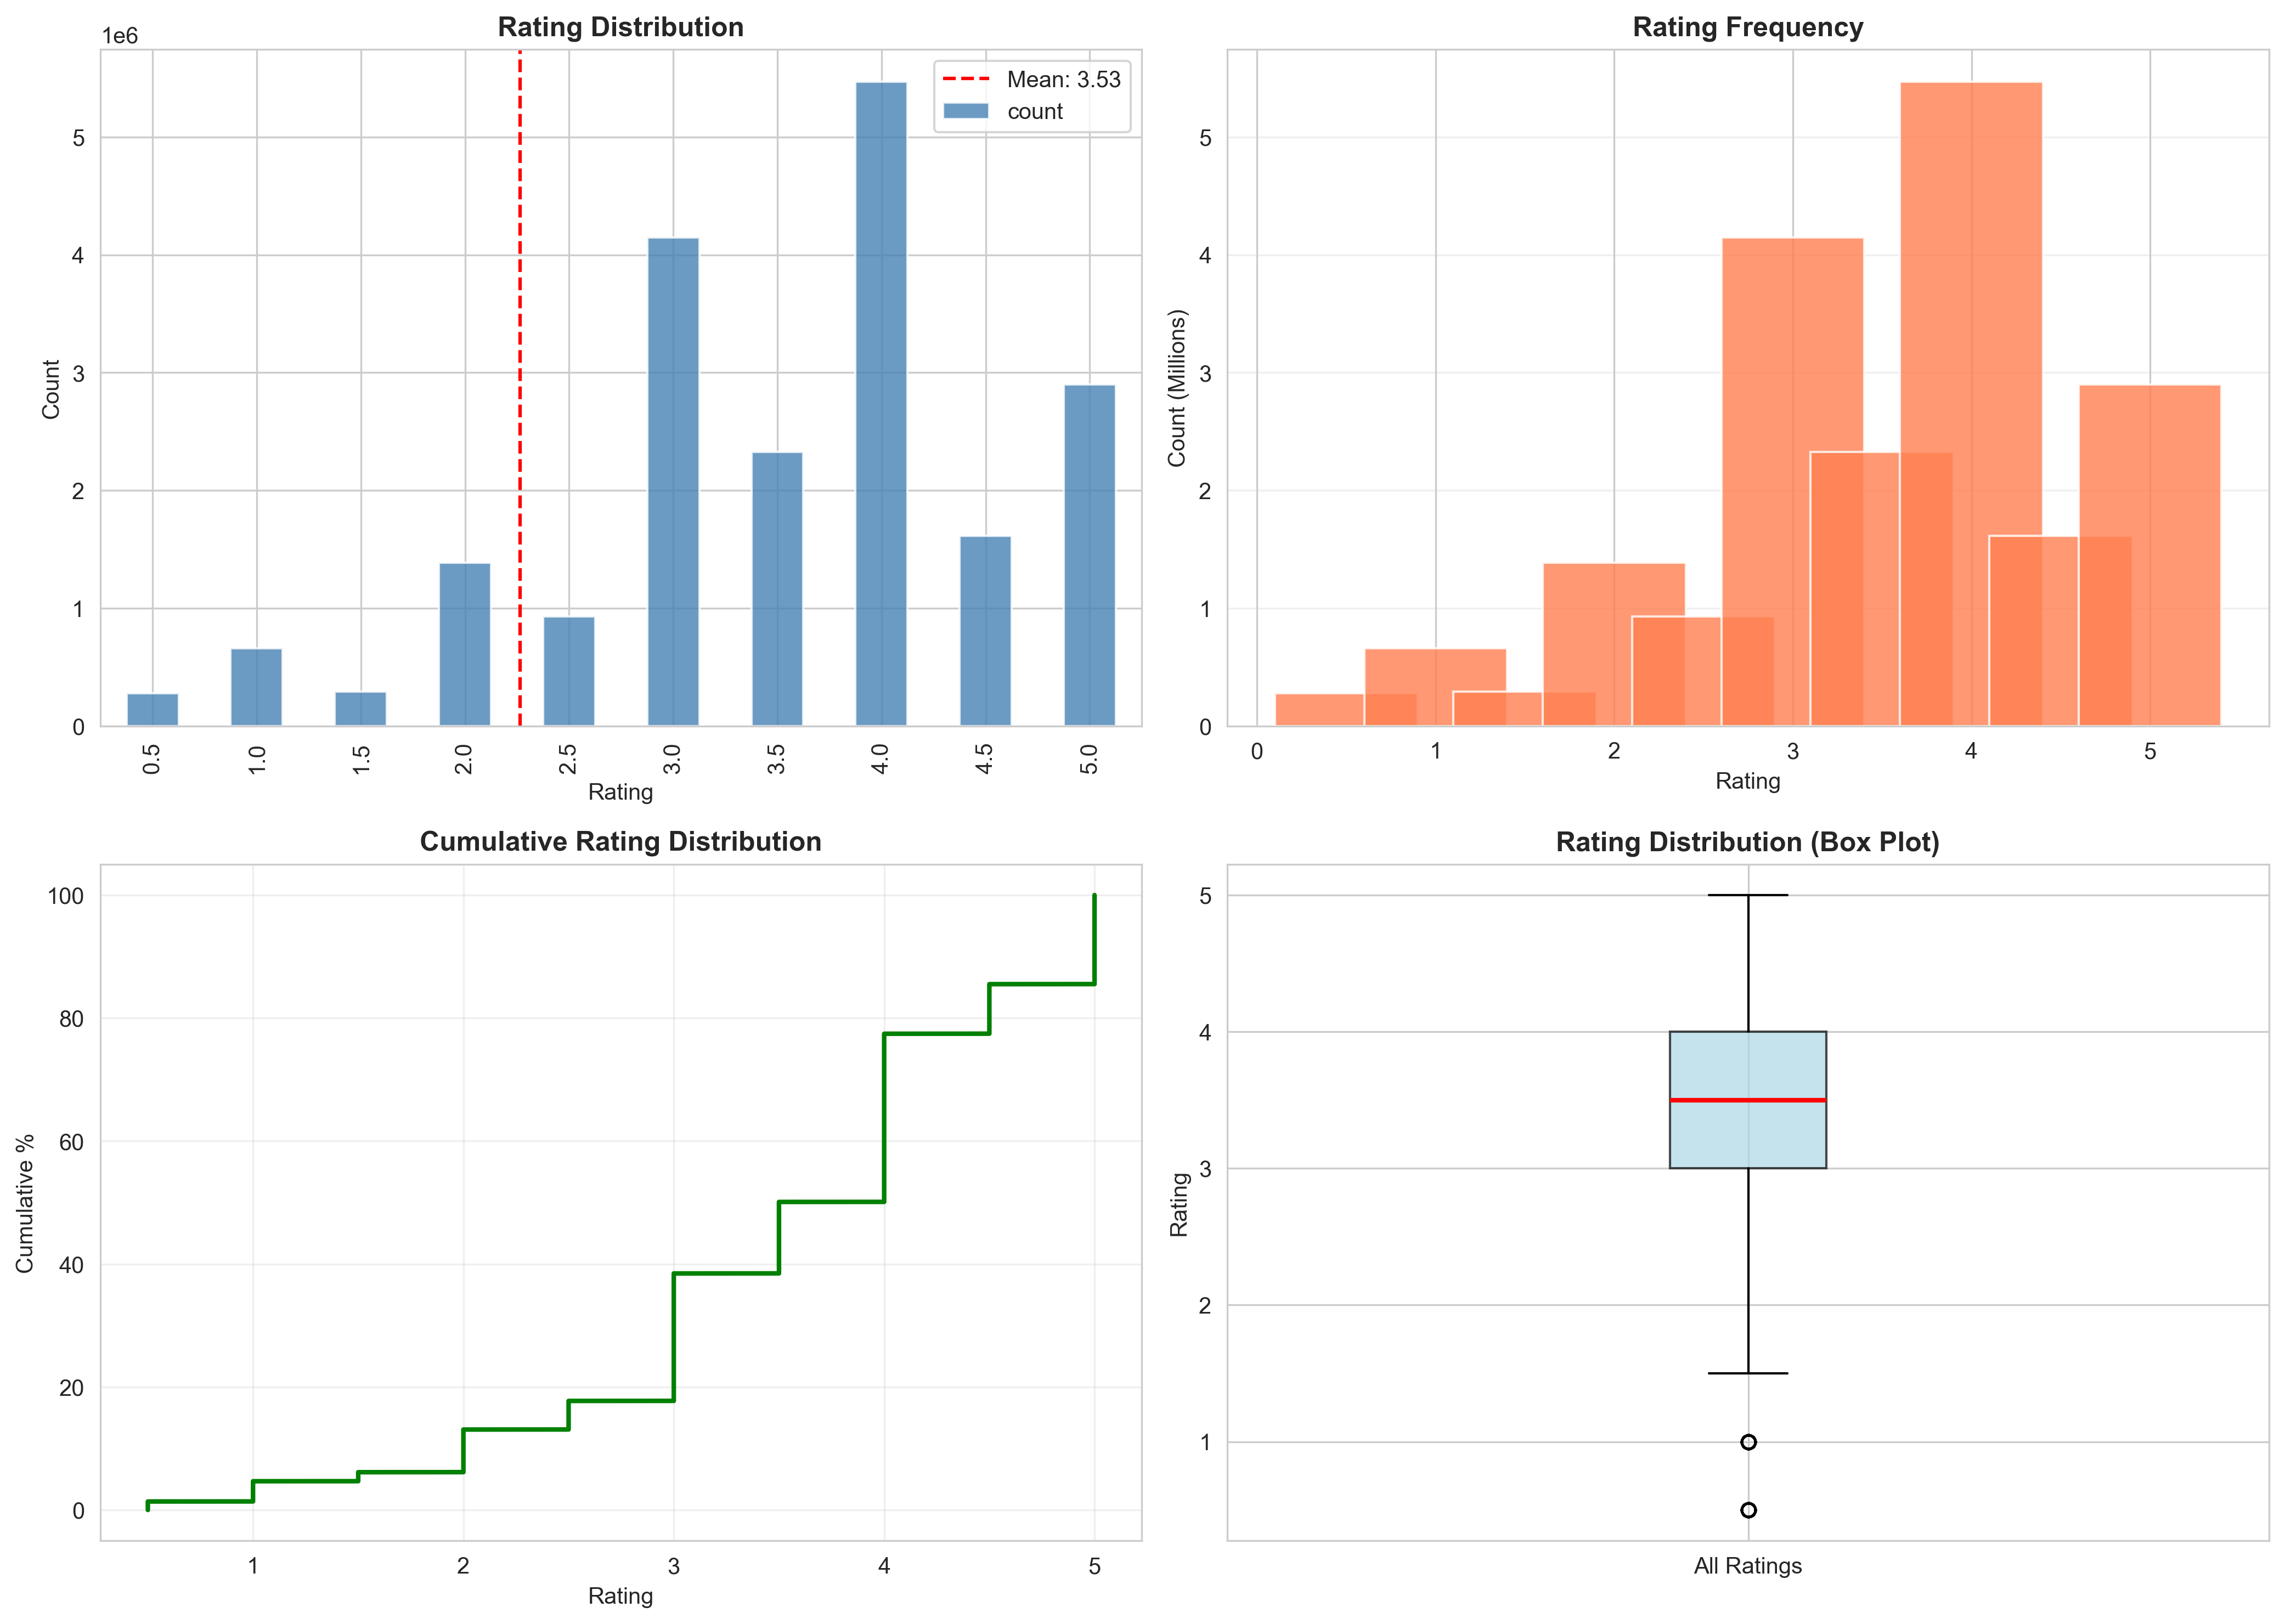 Rating Distribution
1e6
Mean: 3.53
count
Count
5
4
3
2
1
0
0.5 1.0 1.5 2.0 2.5 3.0 3.5 4.0 4.5 5.0
Rating
Rating Frequency
Count (Millions)
5
4
3
2
1
0
0 1 2 3 4 5
Rating
Cumulative Rating Distribution
Cumulative %
100
80
60
40
20
0
1 2 3 4 5
Rating
Rating Distribution (Box Plot)
Rating
5
4
3
2
1
All Ratings